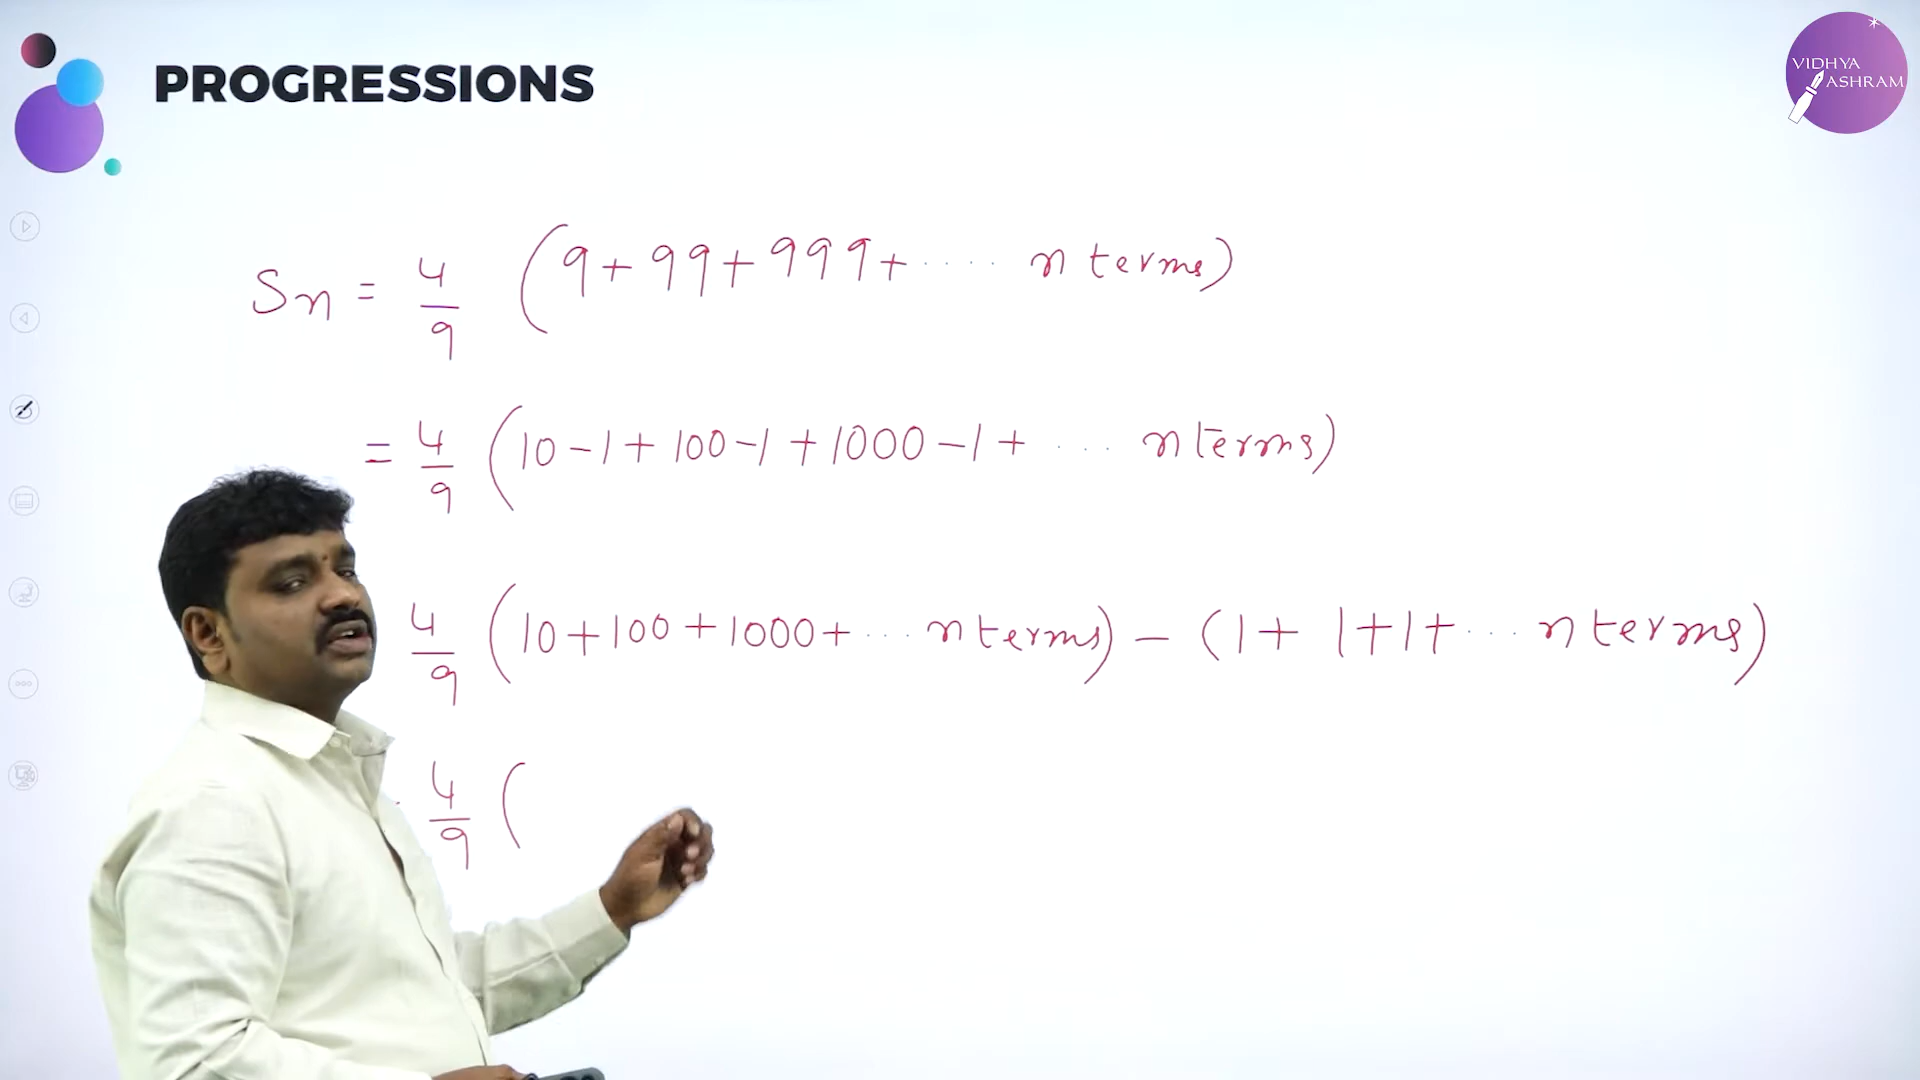 PROGRESSIONS
VIDHYA
ASHRAM
Sn = 4/9 (9+99+999+ ···· n terms)
= 4/9 (10-1+100-1+1000-1+ ···· n terms)
4/9 (10+100+1000+ ··· n terms) - (1+1+1+ ··· n terms)
4/9 (